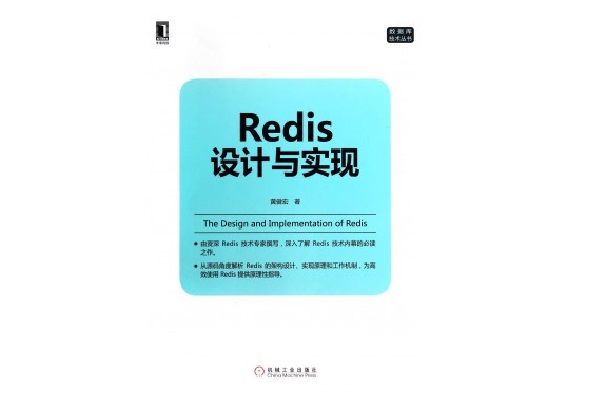 数据库
技术丛书
华章科技
Redis
设计与实现
黄健宏 著
The Design and Implementation of Redis
由资深 Redis 技术专家撰写,深入了解 Redis 技术内幕的必读
之作。
从源码角度解析 Redis 的架构设计、实现原理和工作机制,为高
效使用 Redis 提供原理性指导。
机械工业出版社
China Machine Press